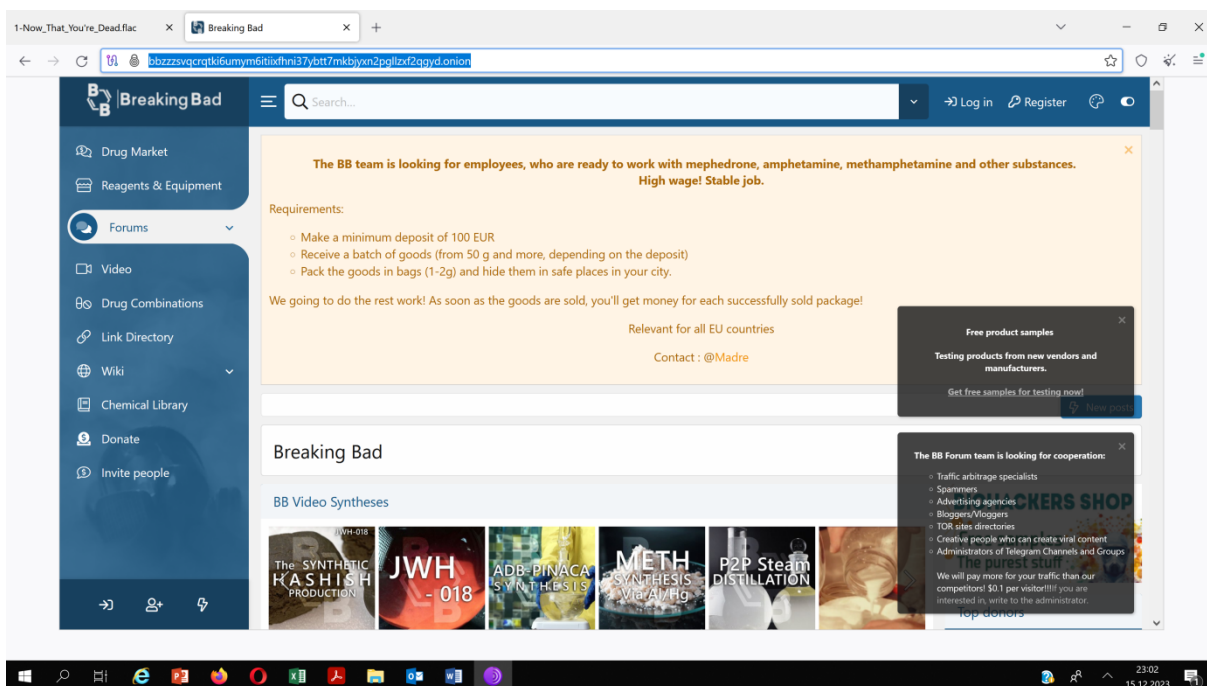 1-Now_That_You're_Dead.flac
Breaking Bad
Breaking Bad
Search...
Log in
Register
Drug Market
Reagents & Equipment
Forums
Video
Drug Combinations
Link Directory
Wiki
Chemical Library
Donate
Invite people
The BB team is looking for employees, who are ready to work with mephedrone, amphetamine, methamphetamine and other substances.
High wage! Stable job.
Requirements:
Make a minimum deposit of 100 EUR
Receive a batch of goods (from 50 g and more, depending on the deposit)
Pack the goods in bags (1-2g) and hide them in safe places in your city.
We going to do the rest work! As soon as the goods are sold, you'll get money for each successfully sold package!
Relevant for all EU countries
Contact : @Madre
Free product samples
Testing products from new vendors and
manufacturers.
Get free samples for testing now!
New posts
Breaking Bad
The BB Forum team is looking for cooperation:
Traffic arbitrage specialists
Spammers
Advertising agencies
Bloggers/Vloggers
TOR sites directories
Creative people who can create viral content
Administrators of Telegram Channels and Groups
We will pay more for your traffic than our
competitors! $0.1 per visitor!!!If you are
interested in, write to the administrator.
BIOHACKERS SHOP
The purest stuff
Top donors
BB Video Syntheses
JWH-018
The SYNTHETIC
HASHISH
PRODUCTION
JWH
- 018
ADB-PINACA
SYNTHESIS
METH
SYNTHESIS
Via Al/Hg
P2P Steam
DISTILLATION
23:02
15.12.2023